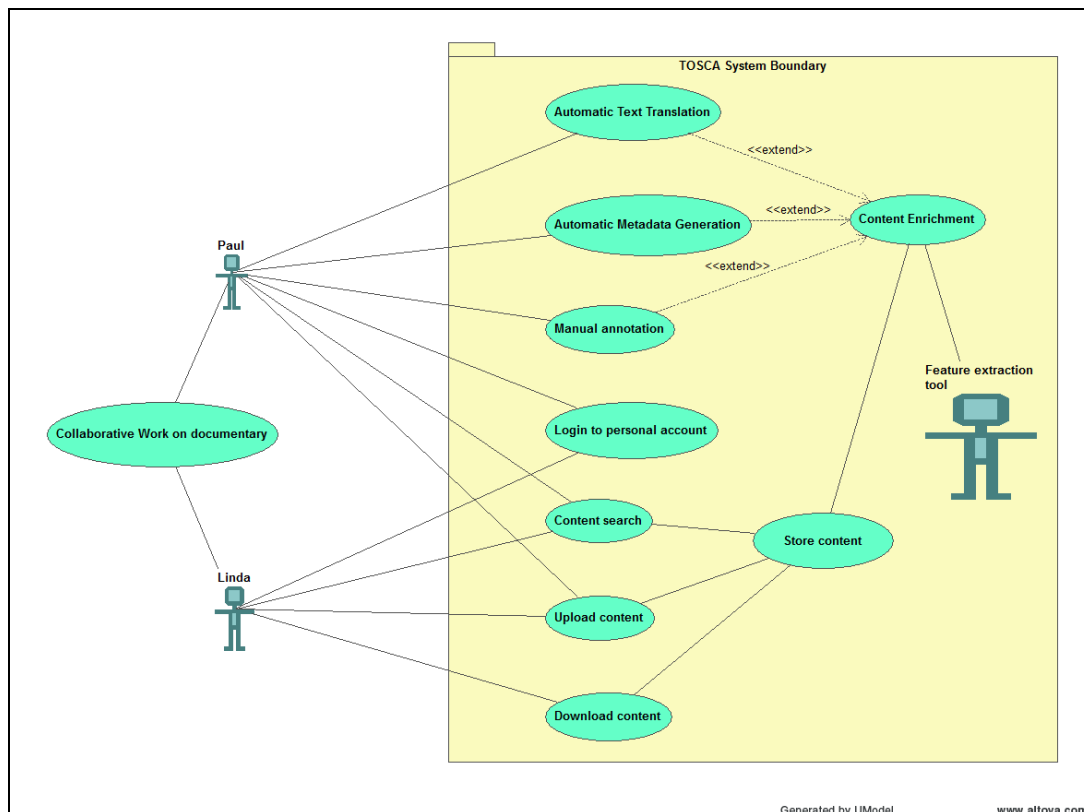 TOSCA System Boundary
Automatic Text Translation
<<extend>>
Automatic Metadata Generation
<<extend>>
Content Enrichment
Paul
<<extend>>
Manual annotation
Feature extraction
tool
Collaborative Work on documentary
Login to personal account
Content search
Store content
Linda
Upload content
Download content
Generated by UModel
www.altova.com